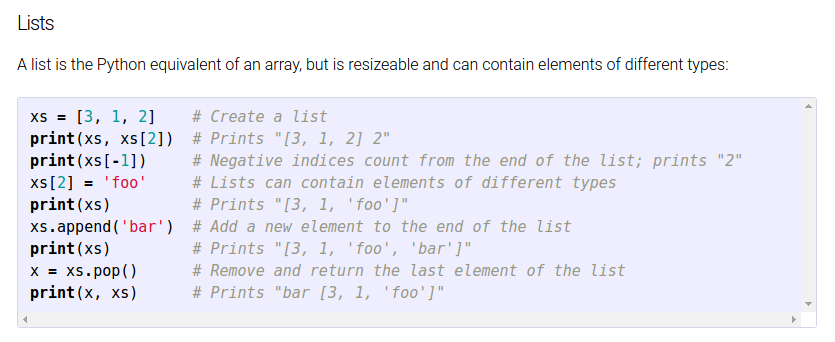 Lists
A list is the Python equivalent of an array, but is resizeable and can contain elements of different types:
xs = [3, 1, 2]    # Create a list
print(xs, xs[2])  # Prints "[3, 1, 2] 2"
print(xs[-1])     # Negative indices count from the end of the list; prints "2"
xs[2] = 'foo'     # Lists can contain elements of different types
print(xs)         # Prints "[3, 1, 'foo']"
xs.append('bar')  # Add a new element to the end of the list
print(xs)         # Prints "[3, 1, 'foo', 'bar']"
x = xs.pop()      # Remove and return the last element of the list
print(x, xs)      # Prints "bar [3, 1, 'foo']"